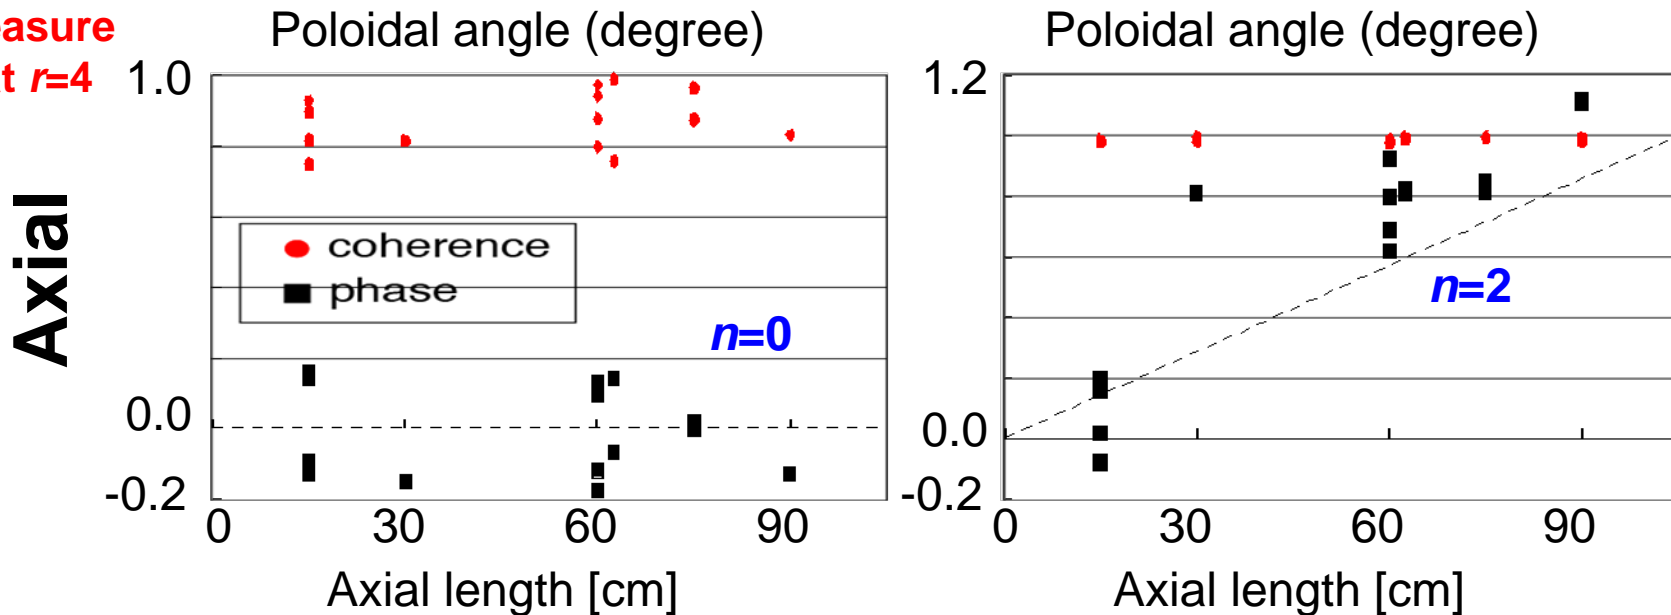 Poloidal angle (degree)
Poloidal angle (degree)
at r=4
Axial
1.0
0.0
-0.2
coherence
phase
n=0
0
30
60
90
Axial length [cm]
1.2
0.0
-0.2
n=2
0
30
60
90
Axial length [cm]